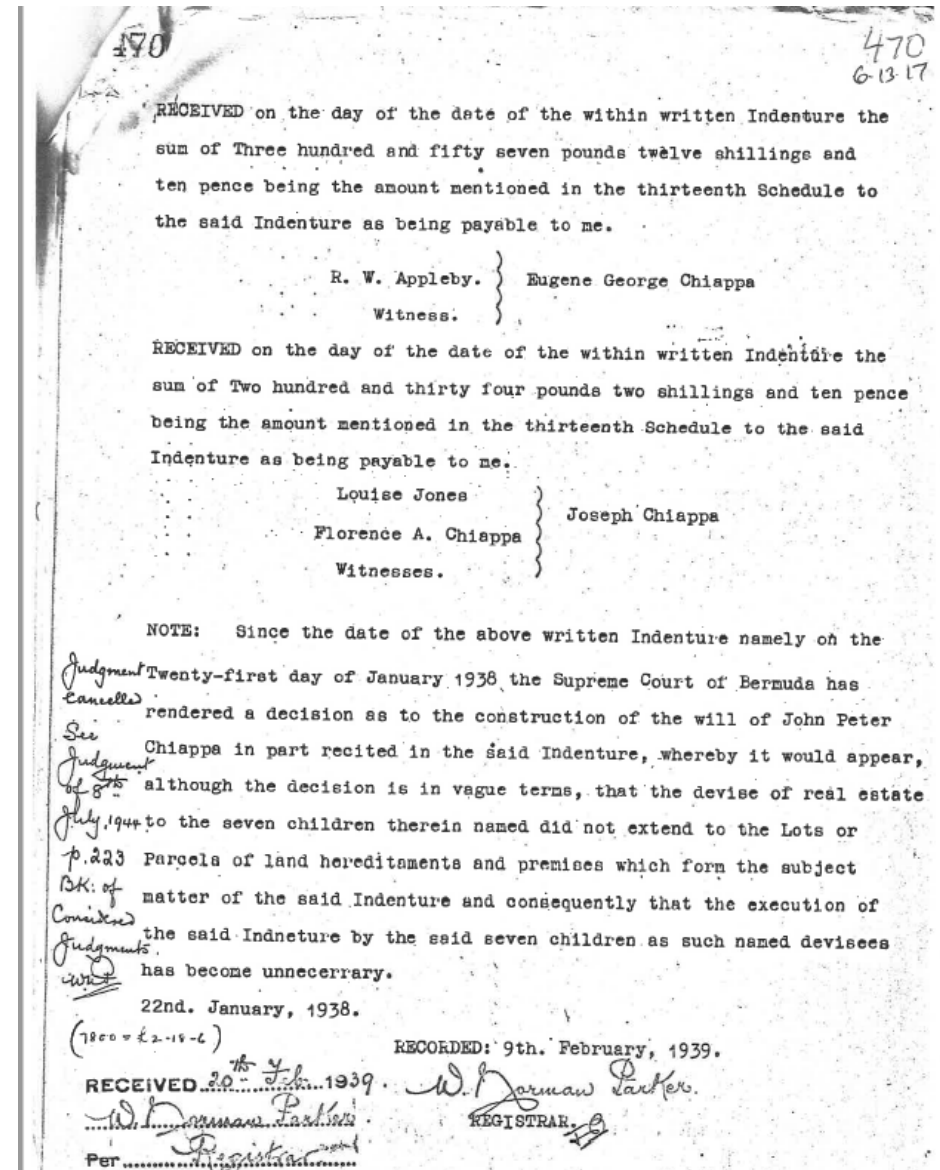 470
470
6-13-17
RECEIVED on the day of the date of the within written Indenture the
sum of Three hundred and fifty seven pounds twelve shillings and
ten pence being the amount mentioned in the thirteenth Schedule to
the said Indenture as being payable to me.
R. W. Appleby. Eugene George Chiappa
Witness.
RECEIVED on the day of the date of the within written Indenture the
sum of Two hundred and thirty four pounds two shillings and ten pence
being the amount mentioned in the thirteenth Schedule to the said
Indenture as being payable to me.
Louise Jones
Joseph Chiappa
Florence A. Chiappa
Witnesses.
NOTE: Since the date of the above written Indenture namely on the
Twenty-first day of January 1938 the Supreme Court of Bermuda has
rendered a decision as to the construction of the will of John Peter
Chiappa in part recited in the said Indenture, whereby it would appear,
although the decision is in vague terms, that the devise of real estate
to the seven children therein named did not extend to the Lots or
Parcels of land hereditaments and premises which form the subject
matter of the said Indenture and consequently that the execution of
the said Indneture by the said seven children as such named devisees
has become unnecerrary.
22nd. January, 1938.
Judgment
Cancelled
See
Judgment
of 8th
July, 1944
p. 223
BK: of
Considered
Judgments.
(7800 = £2-18-6)
RECORDED: 9th. February, 1939.
RECEIVED 20th Feb. 1939.
W. Norman Parker.
W. Norman Parker.
REGISTRAR.
Per Registrar